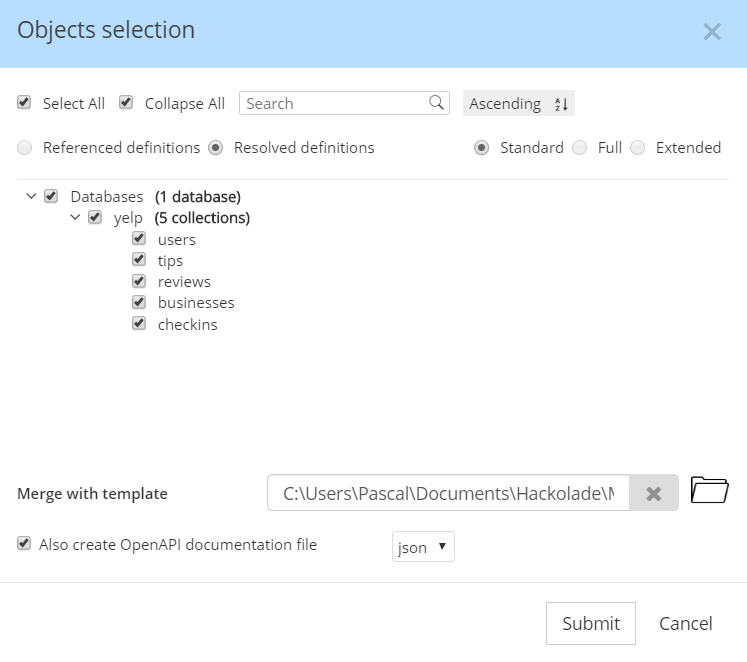 Objects selection
Select All Collapse All Search Ascending
Referenced definitions Resolved definitions Standard Full Extended
Databases (1 database)
yelp (5 collections)
users
tips
reviews
businesses
checkins
Merge with template C:\Users\Pascal\Documents\Hackolade\
Also create OpenAPI documentation file json
Submit Cancel